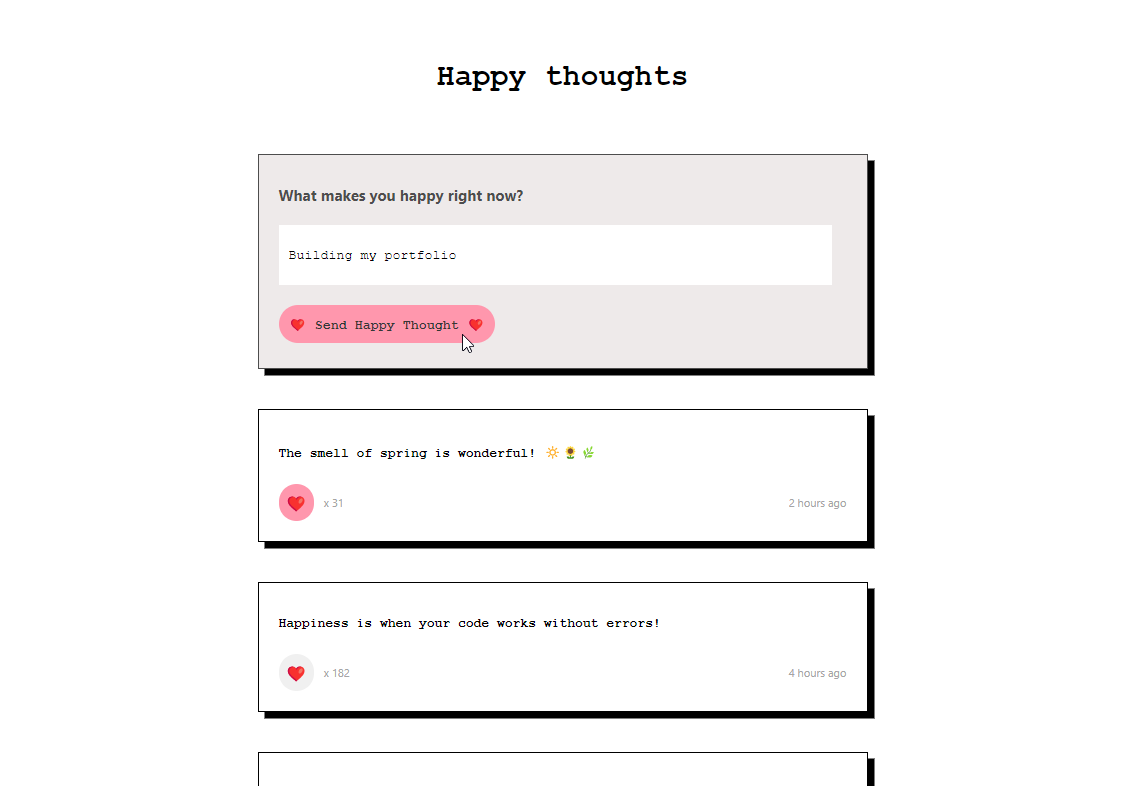 Happy thoughts
What makes you happy right now?
Building my portfolio
❤️ Send Happy Thought ❤️
The smell of spring is wonderful! 🔆🌻🌿
❤️ x 31
2 hours ago
Happiness is when your code works without errors!
❤️ x 182
4 hours ago